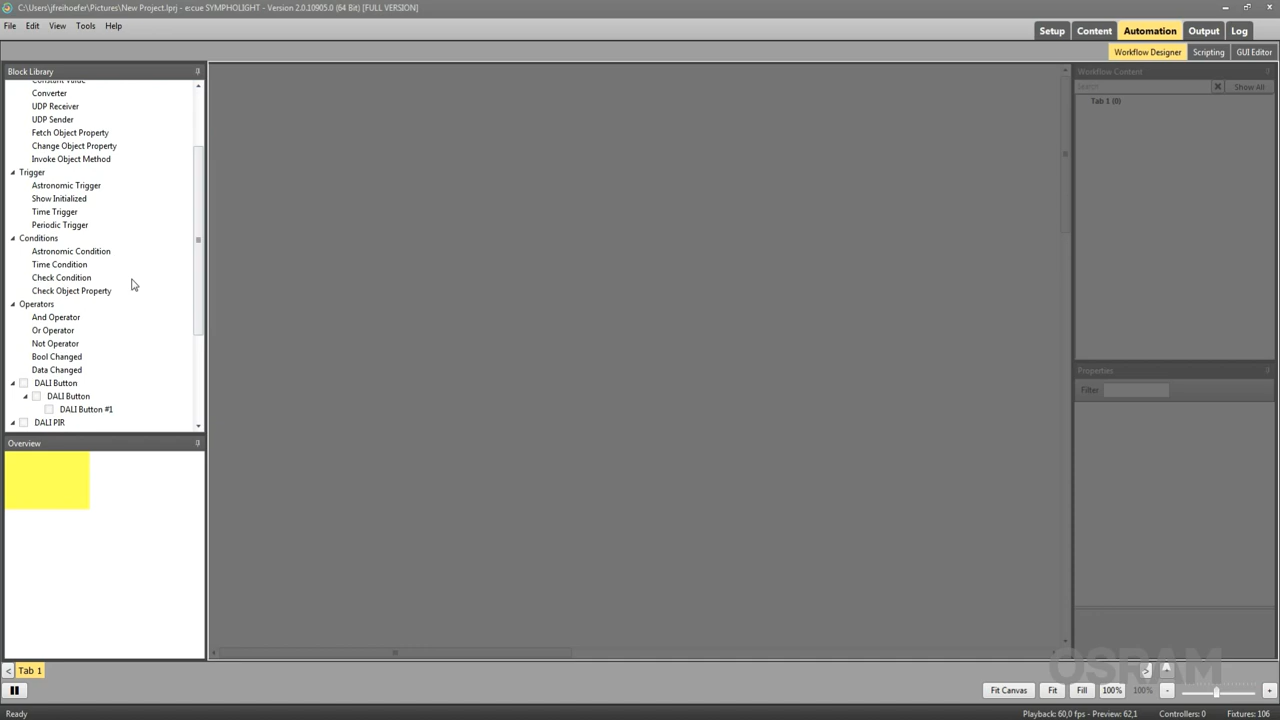 C:\Users\jfreihoefer\Pictures\New Project.lprj - e:cue SYMPHOLIGHT - Version 2.0.10905.0 (64 Bit) [FULL VERSION]
File Edit View Tools Help
Setup Content Automation Output Log
Workflow Designer Scripting GUI Editor
Block Library
Constant Value
Converter
UDP Receiver
UDP Sender
Fetch Object Property
Change Object Property
Invoke Object Method
Trigger
Astronomic Trigger
Show Initialized
Time Trigger
Periodic Trigger
Conditions
Astronomic Condition
Time Condition
Check Condition
Check Object Property
Operators
And Operator
Or Operator
Not Operator
Bool Changed
Data Changed
DALI Button
DALI Button
DALI Button #1
DALI PIR
Overview
Workflow Content
Search
Show All
Tab 1 (0)
Properties
Filter
OSRAM
< Tab 1
Fit Canvas Fit Fill 100% 100% - +
Ready
Playback: 60,0 fps - Preview: 62,1 Controllers: 0 Fixtures: 106